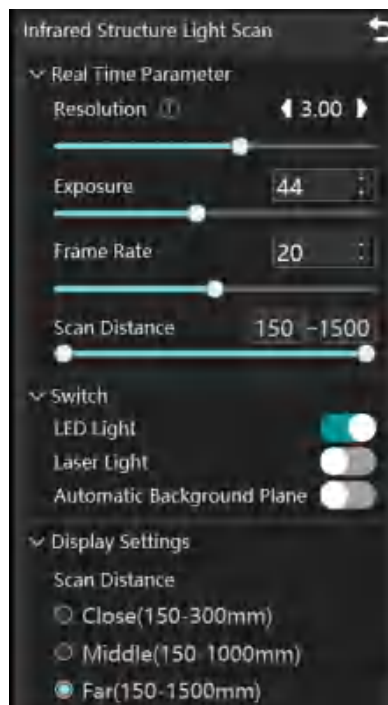 Infrared Structure Light Scan
Real Time Parameter
Resolution 3.00
Exposure 44
Frame Rate 20
Scan Distance 150 -1500
Switch
LED Light
Laser Light
Automatic Background Plane
Display Settings
Scan Distance
Close(150-300mm)
Middle(150-1000mm)
Far(150-1500mm)